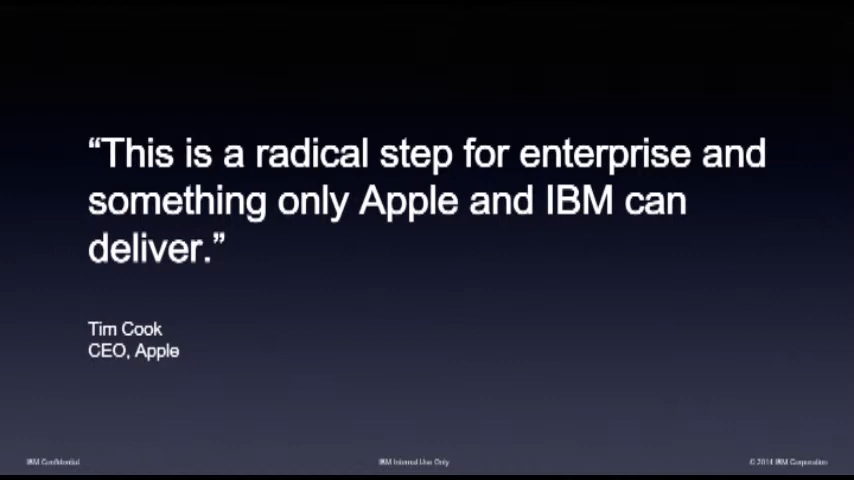 “This is a radical step for enterprise and
something only Apple and IBM can
deliver.”
Tim Cook
CEO, Apple
IBM Confidential
IBM Internal Use Only
© 2014 IBM Corporation